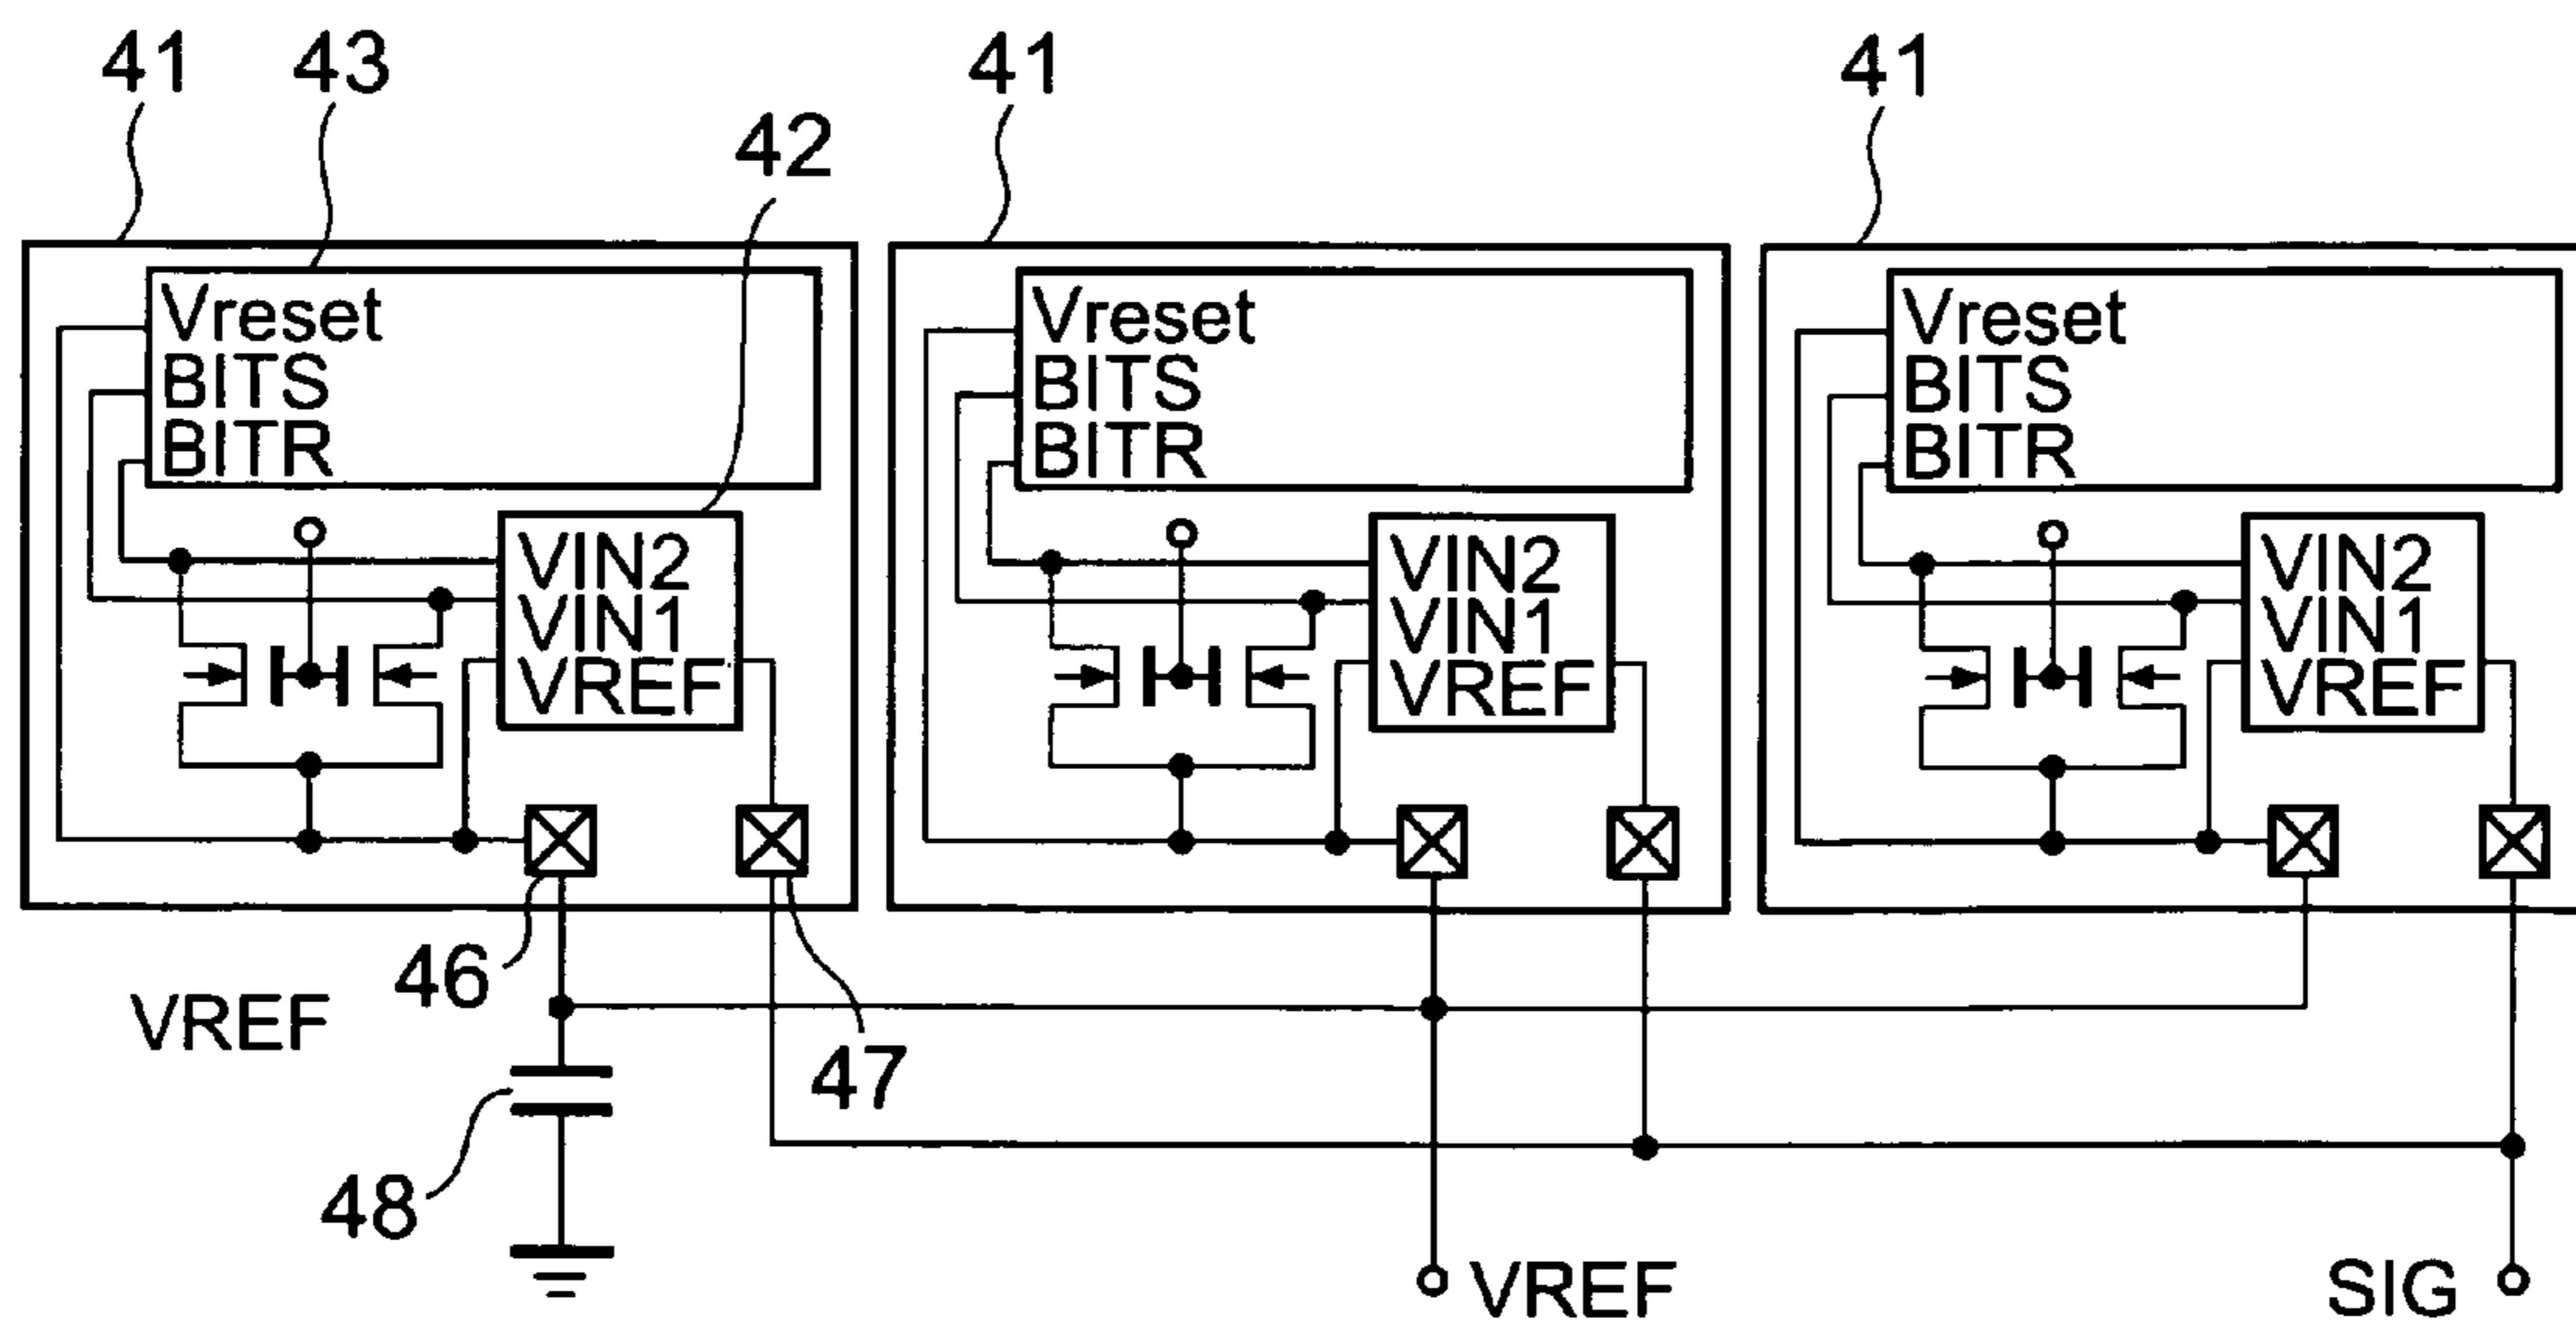 41
43
42
41
41
Vreset
BITS
BITR
VIN2
VIN1
VREF
Vreset
BITS
BITR
VIN2
VIN1
VREF
Vreset
BITS
BITR
VIN2
VIN1
VREF
46
47
VREF
48
VREF
SIG